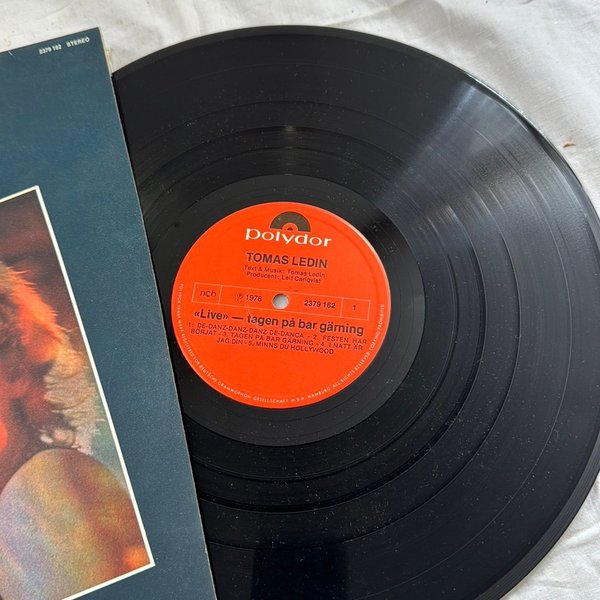 2379 182 STEREO
polydor
TOMAS LEDIN
Text & Musik: Tomas Ledin
Producent: Leif Carlqvist
ncb ℗ 1978 2379 162 1
«Live» — tagen på bar gärning
1. DE-DANZ-DANZ-DANZ-DE-DANCA - 2. FESTEN HAR
BÖRJAT - 3. TAGEN PÅ BAR GÄRNING - 4. I NATT ÄR
JAG DIN - 5. MINNS DU HOLLYWOOD